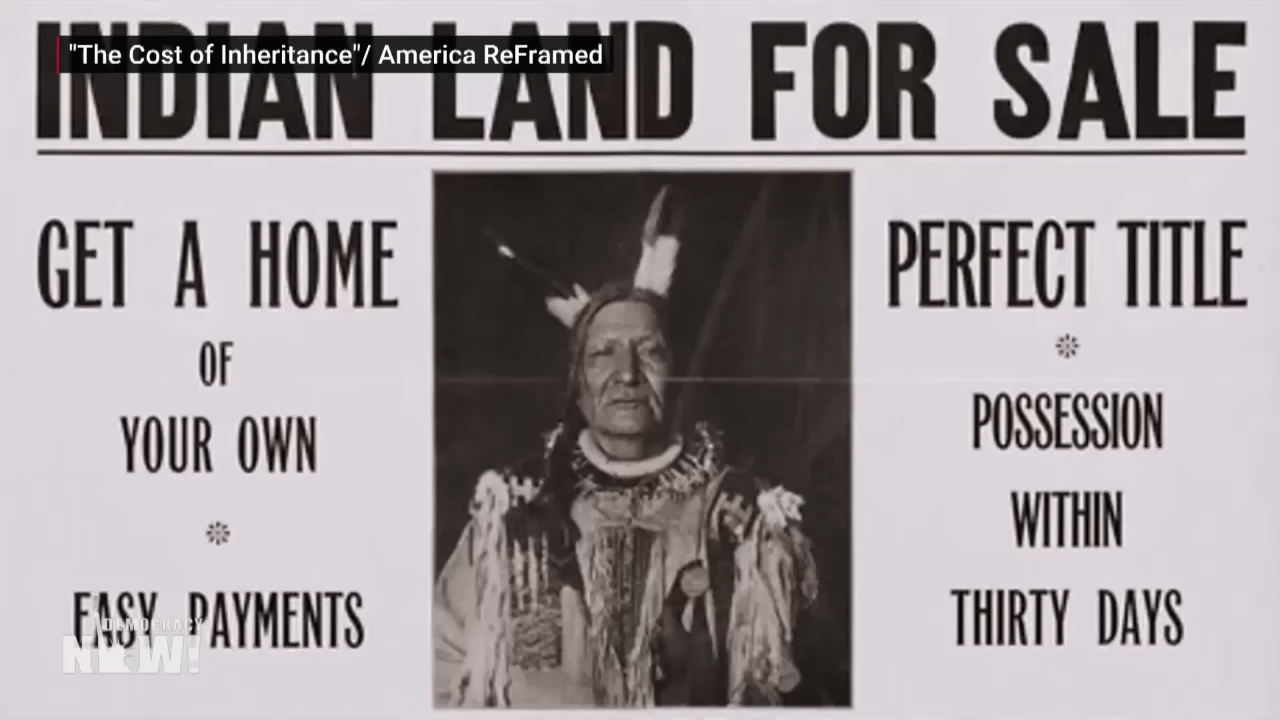 "The Cost of Inheritance"/ America ReFramed
INDIAN LAND FOR SALE
GET A HOME
OF
YOUR OWN
EASY PAYMENTS
PERFECT TITLE
POSSESSION
WITHIN
THIRTY DAYS
DEMOCRACY
NOW!